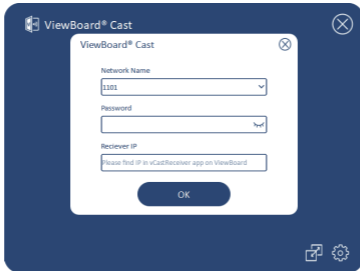 ViewBoard® Cast
ViewBoard® Cast
Network Name
1101
Password
Reciever IP
Please find IP in vCastReceiver app on ViewBoard
OK